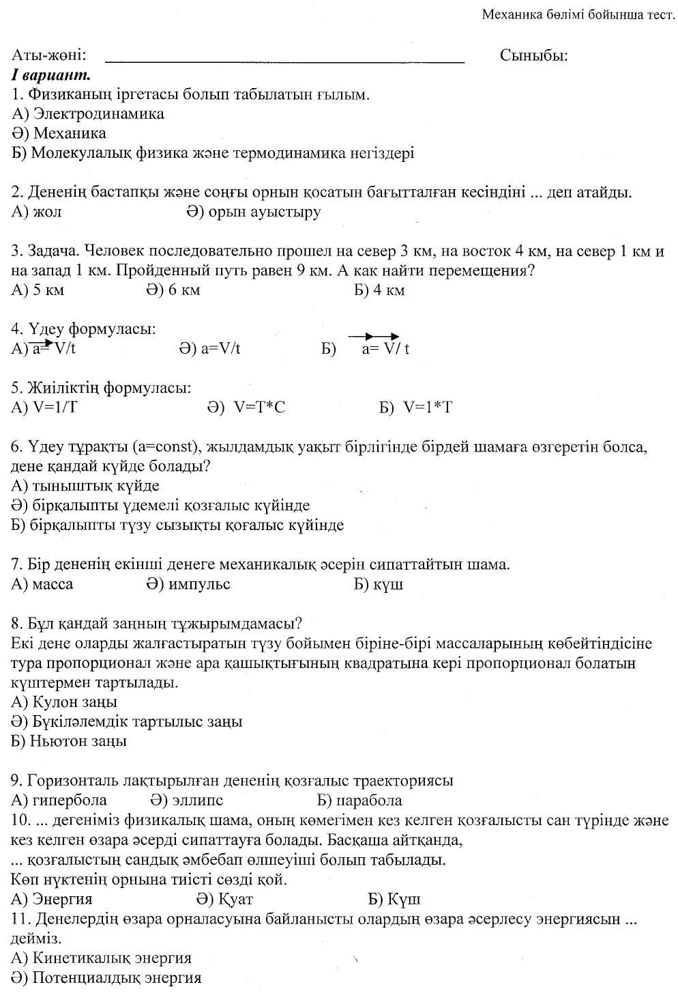 Механика бөлімі бойынша тест.
Аты-жөні: ________________________________________ Сыныбы:
I вариант.
1. Физиканың іргетасы болып табылатын ғылым.
А) Электродинамика
Ә) Механика
Б) Молекулалық физика және термодинамика негіздері
2. Дененің бастапқы және соңғы орнын қосатын бағытталған кесіндіні ... деп атайды.
А) жол Ә) орын ауыстыру
3. Задача. Человек последовательно прошел на север 3 км, на восток 4 км, на север 1 км и
на запад 1 км. Пройденный путь равен 9 км. А как найти перемещения?
А) 5 км Ә) 6 км Б) 4 км
4. Үдеу формуласы:
А) a= V/t Ә) a=V/t Б) a= V/ t
5. Жиіліктің формуласы:
А) V=1/T Ә) V=T*C Б) V=1*T
6. Үдеу тұрақты (a=const), жылдамдық уақыт бірлігінде бірдей шамаға өзгеретін болса,
дене қандай күйде болады?
А) тыныштық күйде
Ә) бірқалыпты үдемелі қозғалыс күйінде
Б) бірқалыпты түзу сызықты қоғалыс күйінде
7. Бір дененің екінші денеге механикалық әсерін сипаттайтын шама.
А) масса Ә) импульс Б) күш
8. Бұл қандай заңның тұжырымдамасы?
Екі дене оларды жалғастыратын түзу бойымен біріне-бірі массаларының көбейтіндісіне
тура пропорционал және ара қашықтығының квадратына кері пропорционал болатын
күштермен тартылады.
А) Кулон заңы
Ә) Бүкіләлемдік тартылыс заңы
Б) Ньютон заңы
9. Горизонталь лақтырылған дененің қозғалыс траекториясы
А) гипербола Ә) эллипс Б) парабола
10. ... дегеніміз физикалық шама, оның көмегімен кез келген қозғалысты сан түрінде және
кез келген өзара әсерді сипаттауға болады. Басқаша айтқанда,
... қозғалыстың сандық әмбебап өлшеуіші болып табылады.
Көп нүктенің орнына тиісті сөзді қой.
А) Энергия Ә) Қуат Б) Күш
11. Денелердің өзара орналасуына байланысты олардың өзара әсерлесу энергиясын ...
дейміз.
А) Кинетикалық энергия
Ә) Потенциалдық энергия